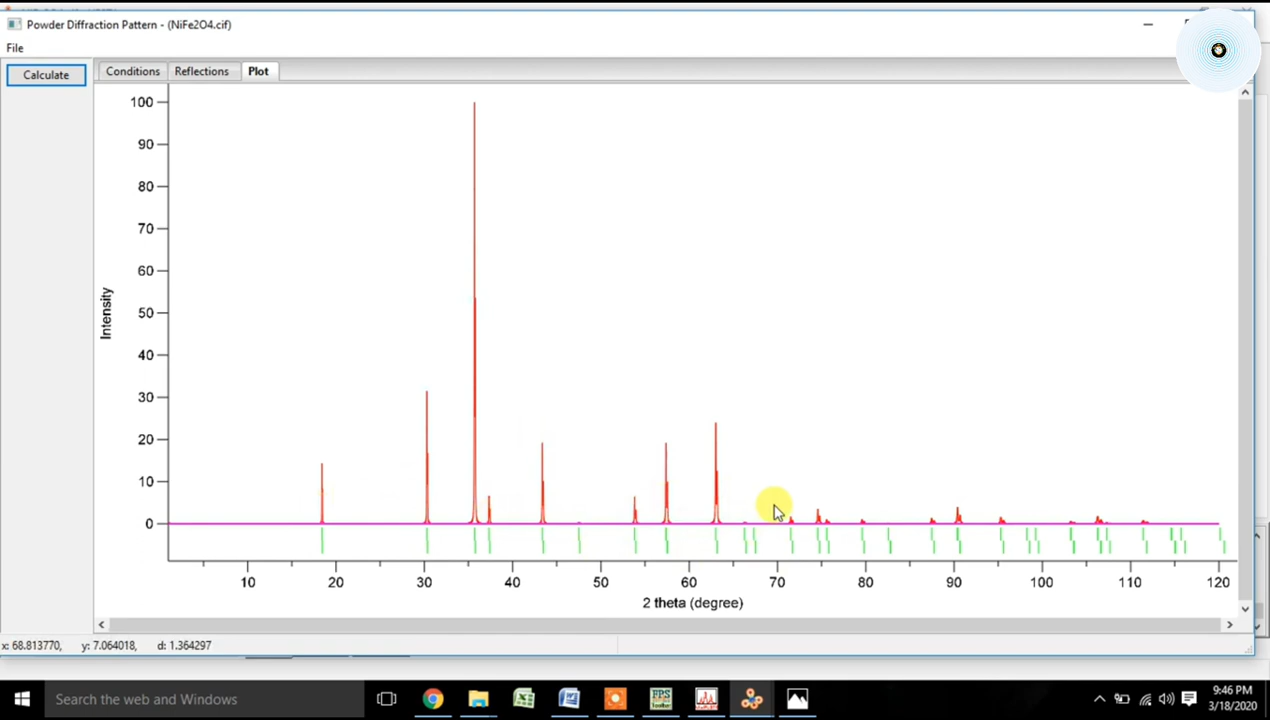 Powder Diffraction Pattern - (NiFe2O4.cif)
File
Calculate
Conditions
Reflections
Plot
100
90
80
70
60
50
40
30
20
10
0
Intensity
10 20 30 40 50 60 70 80 90 100 110 120
2 theta (degree)
x: 68.813770, y: 7.064018, d: 1.364297
Search the web and Windows
9:46 PM
3/18/2020